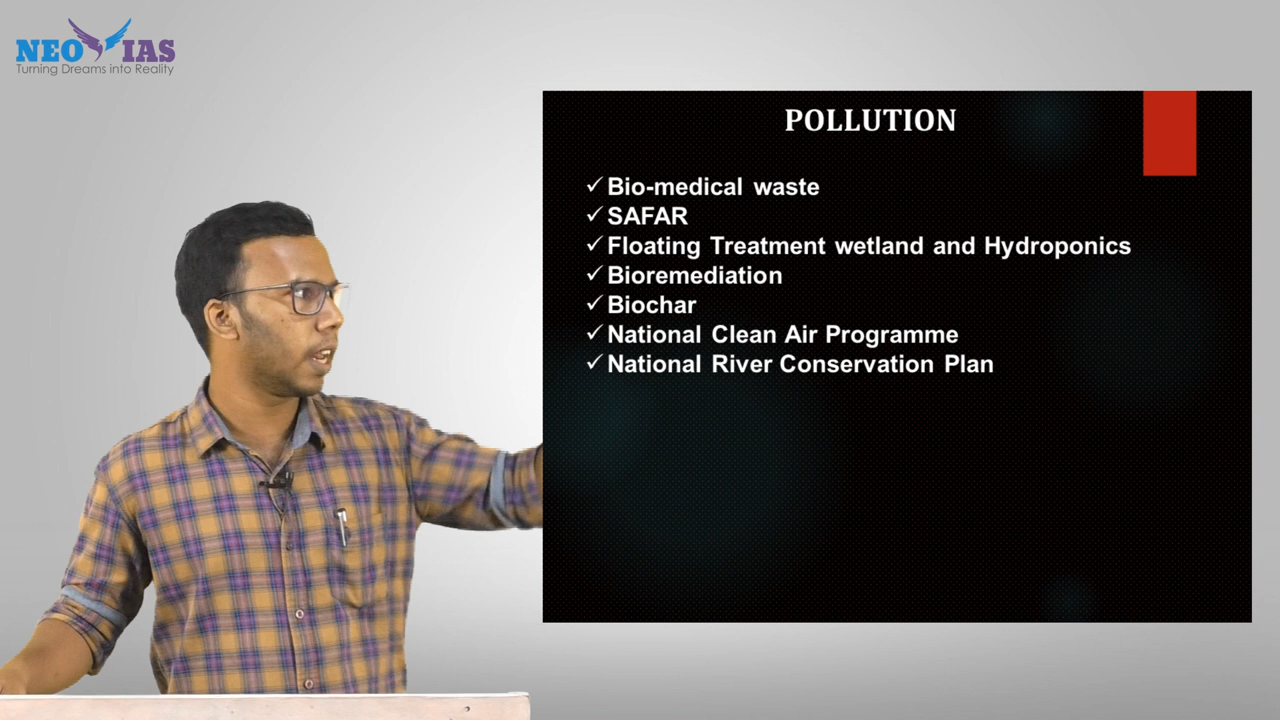 NEO IAS
Turning Dreams into Reality
POLLUTION
✓Bio-medical waste
✓SAFAR
✓Floating Treatment wetland and Hydroponics
✓Bioremediation
✓Biochar
✓National Clean Air Programme
✓National River Conservation Plan